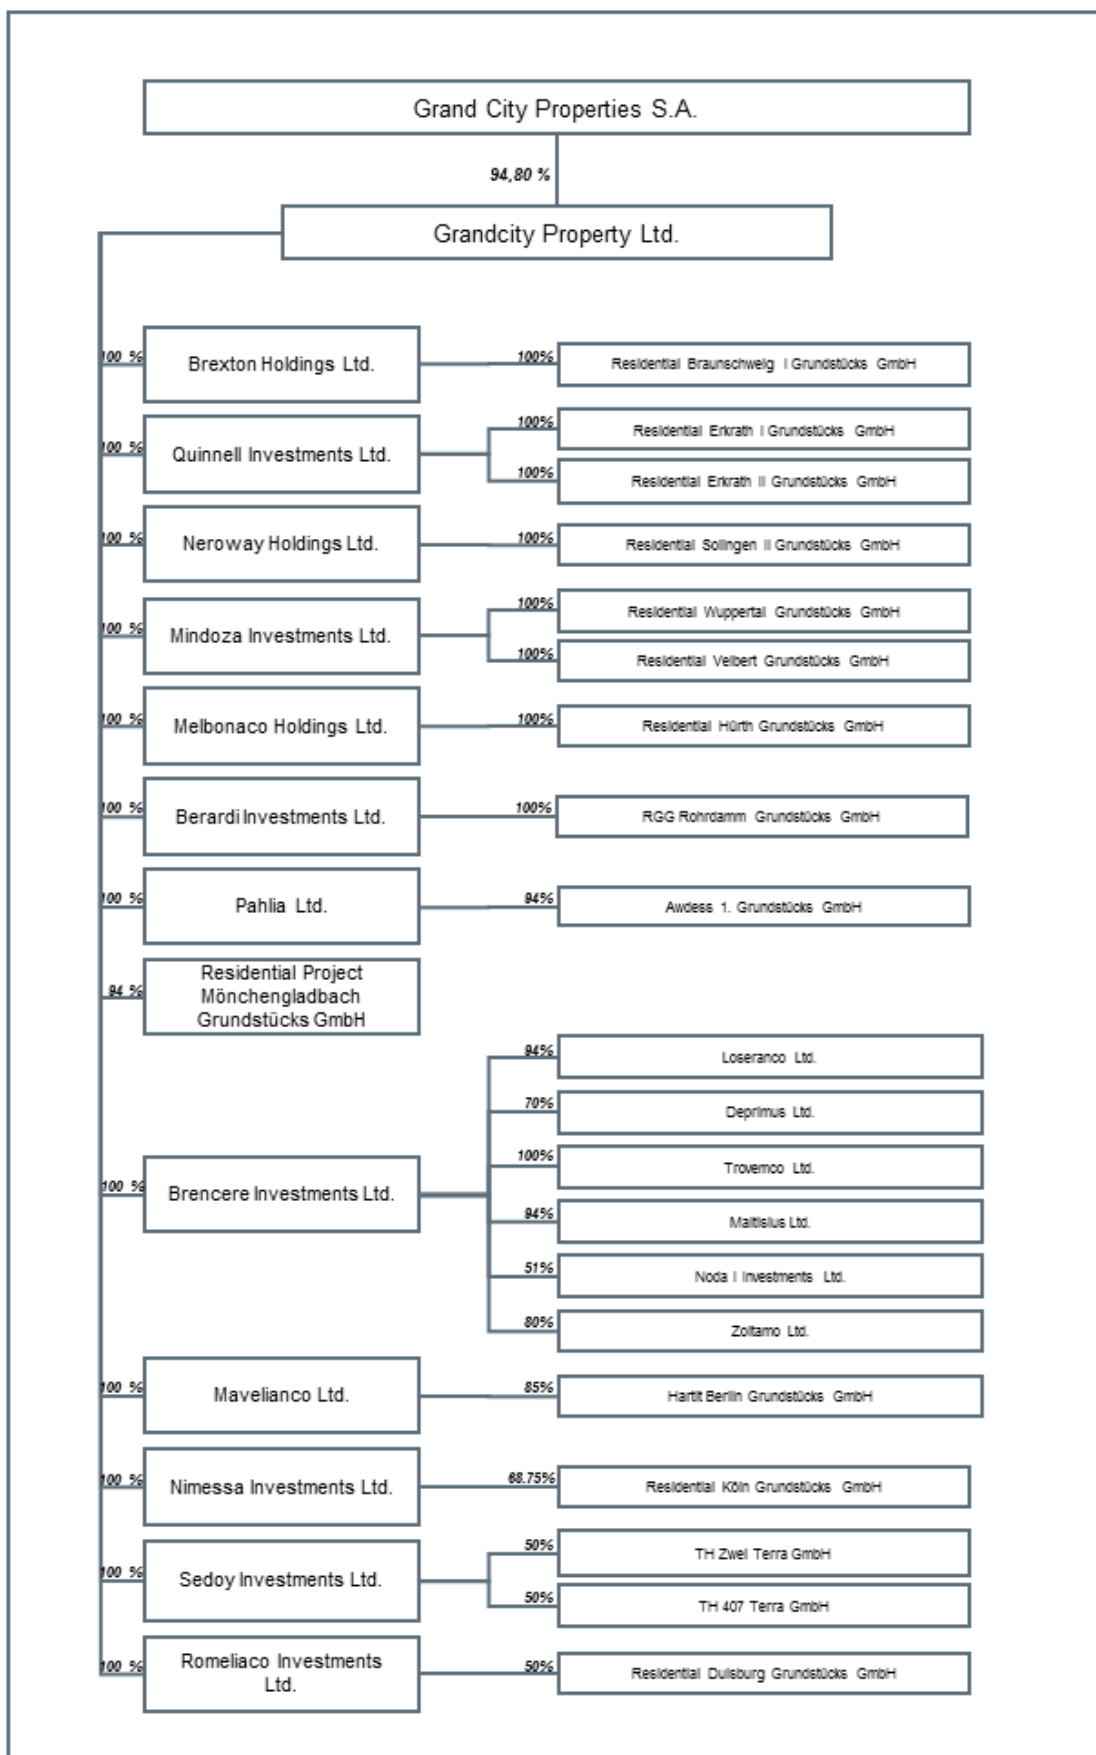 Grand City Properties S.A.
94,80 %
Grandcity Property Ltd.
100 %
Brexton Holdings Ltd.
100%
Residential Braunschweig I Grundstücks GmbH
100 %
Quinnell Investments Ltd.
100%
Residential Erkrath I Grundstücks GmbH
100%
Residential Erkrath II Grundstücks GmbH
100 %
Neroway Holdings Ltd.
100%
Residential Solingen II Grundstücks GmbH
100 %
Mindoza Investments Ltd.
100%
Residential Wuppertal Grundstücks GmbH
100%
Residential Velbert Grundstücks GmbH
100 %
Melbonaco Holdings Ltd.
100%
Residential Hürth Grundstücks GmbH
100 %
Berardi Investments Ltd.
100%
RGG Rohrdamm Grundstücks GmbH
100 %
Pahlia Ltd.
94%
Awdess 1. Grundstücks GmbH
94 %
Residential Project
Mönchengladbach
Grundstücks GmbH
100 %
Brencere Investments Ltd.
94%
Loseranco Ltd.
70%
Deprimus Ltd.
100%
Trovemco Ltd.
94%
Maltisius Ltd.
51%
Noda I Investments Ltd.
80%
Zoltamo Ltd.
100 %
Mavelianco Ltd.
85%
Hartit Berlin Grundstücks GmbH
100 %
Nimessa Investments Ltd.
68.75%
Residential Köln Grundstücks GmbH
100 %
Sedoy Investments Ltd.
50%
TH Zwei Terra GmbH
50%
TH 407 Terra GmbH
100 %
Romeliaco Investments
Ltd.
50%
Residential Duisburg Grundstücks GmbH